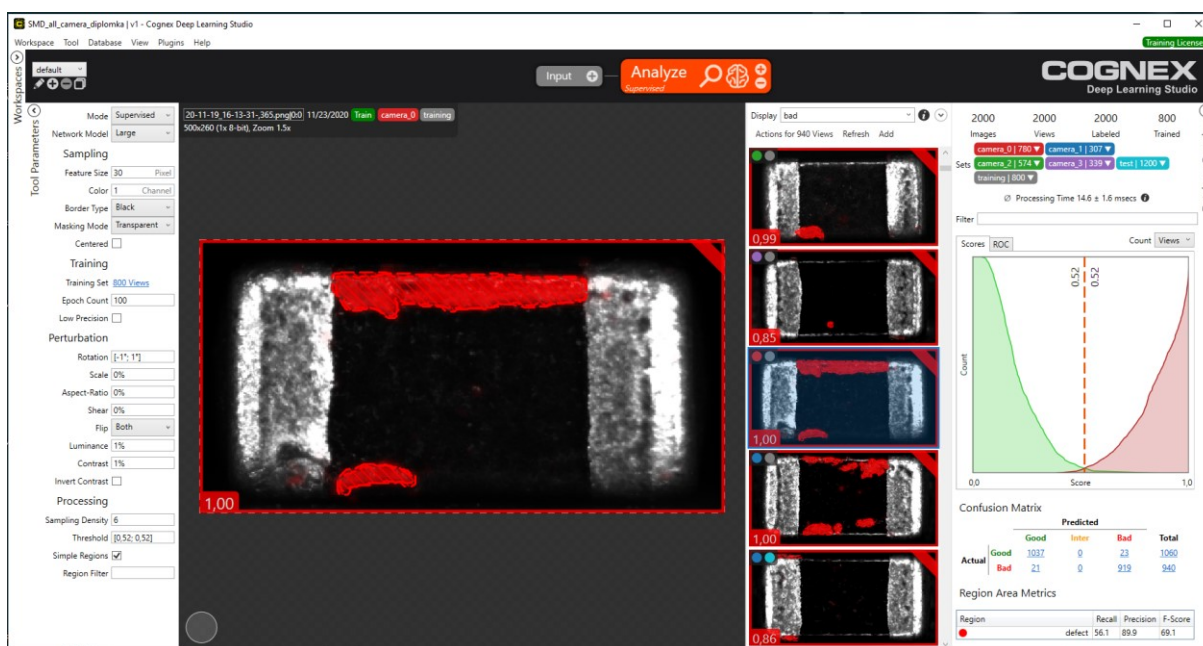 SMD_all_camera_diplomka | v1 - Cognex Deep Learning Studio
Workspace Tool Database View Plugins Help
Training License
Workspaces
default
Input
Analyze
Supervised
COGNEX
Deep Learning Studio
Tool Parameters
Mode Supervised
Network Model Large
Sampling
Feature Size 30 Pixel
Color 1 Channel
Border Type Black
Masking Mode Transparent
Centered
Training
Training Set 800 Views
Epoch Count 100
Low Precision
Perturbation
Rotation [-1°; 1°]
Scale 0%
Aspect-Ratio 0%
Shear 0%
Flip Both
Luminance 1%
Contrast 1%
Invert Contrast
Processing
Sampling Density 6
Threshold [0,52; 0,52]
Simple Regions
Region Filter
20-11-19_16-13-31-,365.png|0:0 11/23/2020 Train camera_0 training
500x260 (1x 8-bit), Zoom 1.5x
1,00
Display bad
Actions for 940 Views Refresh Add
0,99
0,85
1,00
1,00
0,86
2000 2000 2000 800
Images Views Labeled Trained
camera_0 | 780 camera_1 | 307
Sets camera_2 | 574 camera_3 | 339 test | 1200
training | 800
Ø Processing Time 14.6 ± 1.6 msecs
Filter
Scores ROC Count Views
0,52 0,52
Count
0,0 Score 1,0
Confusion Matrix
Predicted
Good Inter Bad Total
Actual Good 1037 0 23 1060
Bad 21 0 919 940
Region Area Metrics
Region Recall Precision F-Score
defect 56.1 89.9 69.1